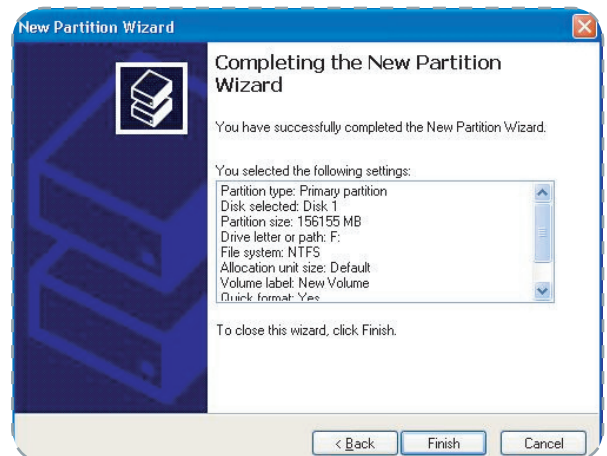 New Partition Wizard
Completing the New Partition
Wizard
You have successfully completed the New Partition Wizard.
You selected the following settings:
Partition type: Primary partition
Disk selected: Disk 1
Partition size: 156155 MB
Drive letter or path: F:
File system: NTFS
Allocation unit size: Default
Volume label: New Volume
Quick format: Yes
To close this wizard, click Finish.
< Back
Finish
Cancel